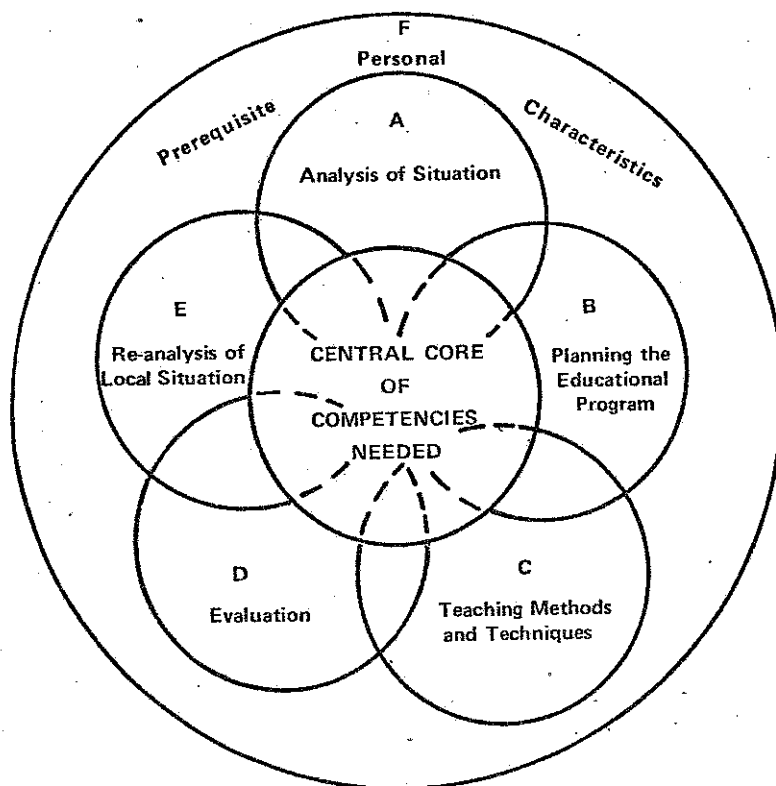 F
Personal
Prerequisite
Characteristics
A
Analysis of Situation
B
Planning the
Educational
Program
E
Re-analysis of
Local Situation
CENTRAL CORE
OF
COMPETENCIES
NEEDED
D
Evaluation
C
Teaching Methods
and Techniques